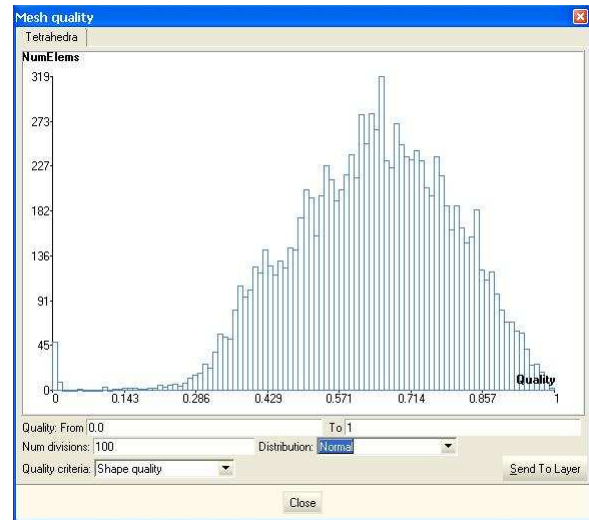 Mesh quality
Tetrahedra
NumElems
319
273
227
182
136
91
45
0
0 0.143 0.286 0.429 0.571 0.714 0.857 1
Quality
Quality: From 0.0 To 1
Num divisions: 100 Distribution: Normal
Quality criteria: Shape quality Send To Layer
Close